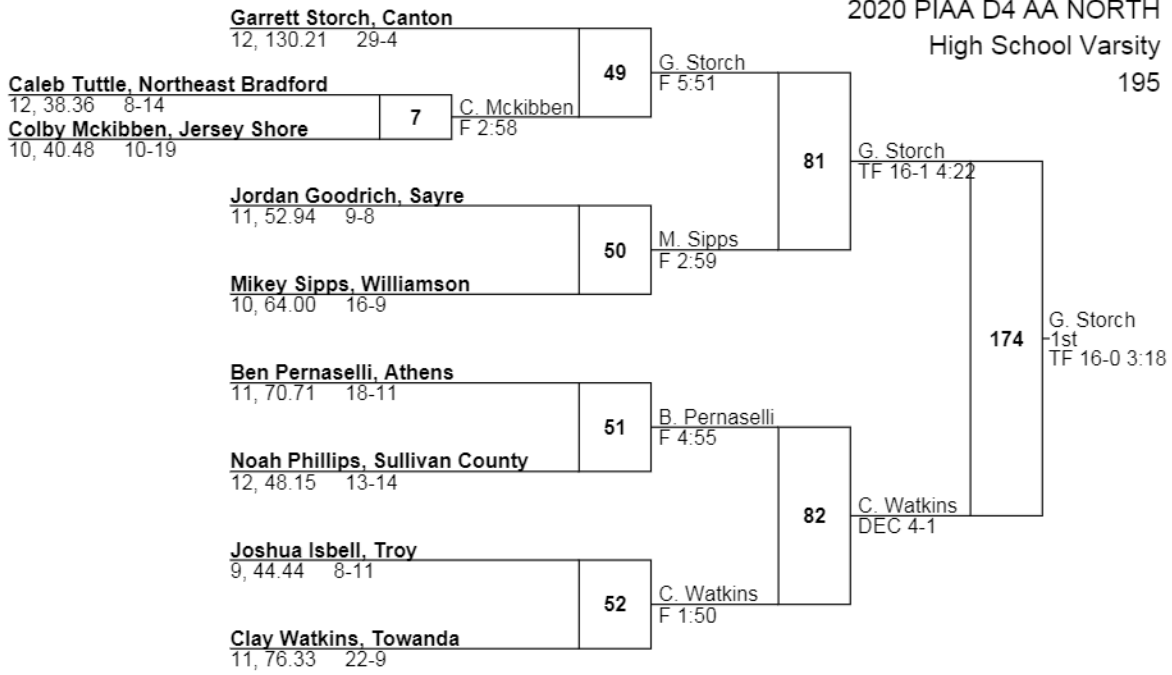 2020 PIAA D4 AA NORTH
High School Varsity
195
Garrett Storch, Canton
12, 130.21 29-4
Caleb Tuttle, Northeast Bradford
12, 38.36 8-14
Colby Mckibben, Jersey Shore
10, 40.48 10-19
7
C. Mckibben
F 2:58
49
G. Storch
F 5:51
Jordan Goodrich, Sayre
11, 52.94 9-8
Mikey Sipps, Williamson
10, 64.00 16-9
50
M. Sipps
F 2:59
81
G. Storch
TF 16-1 4:22
Ben Pernaselli, Athens
11, 70.71 18-11
Noah Phillips, Sullivan County
12, 48.15 13-14
51
B. Pernaselli
F 4:55
Joshua Isbell, Troy
9, 44.44 8-11
Clay Watkins, Towanda
11, 76.33 22-9
52
C. Watkins
F 1:50
82
C. Watkins
DEC 4-1
174
G. Storch
1st
TF 16-0 3:18